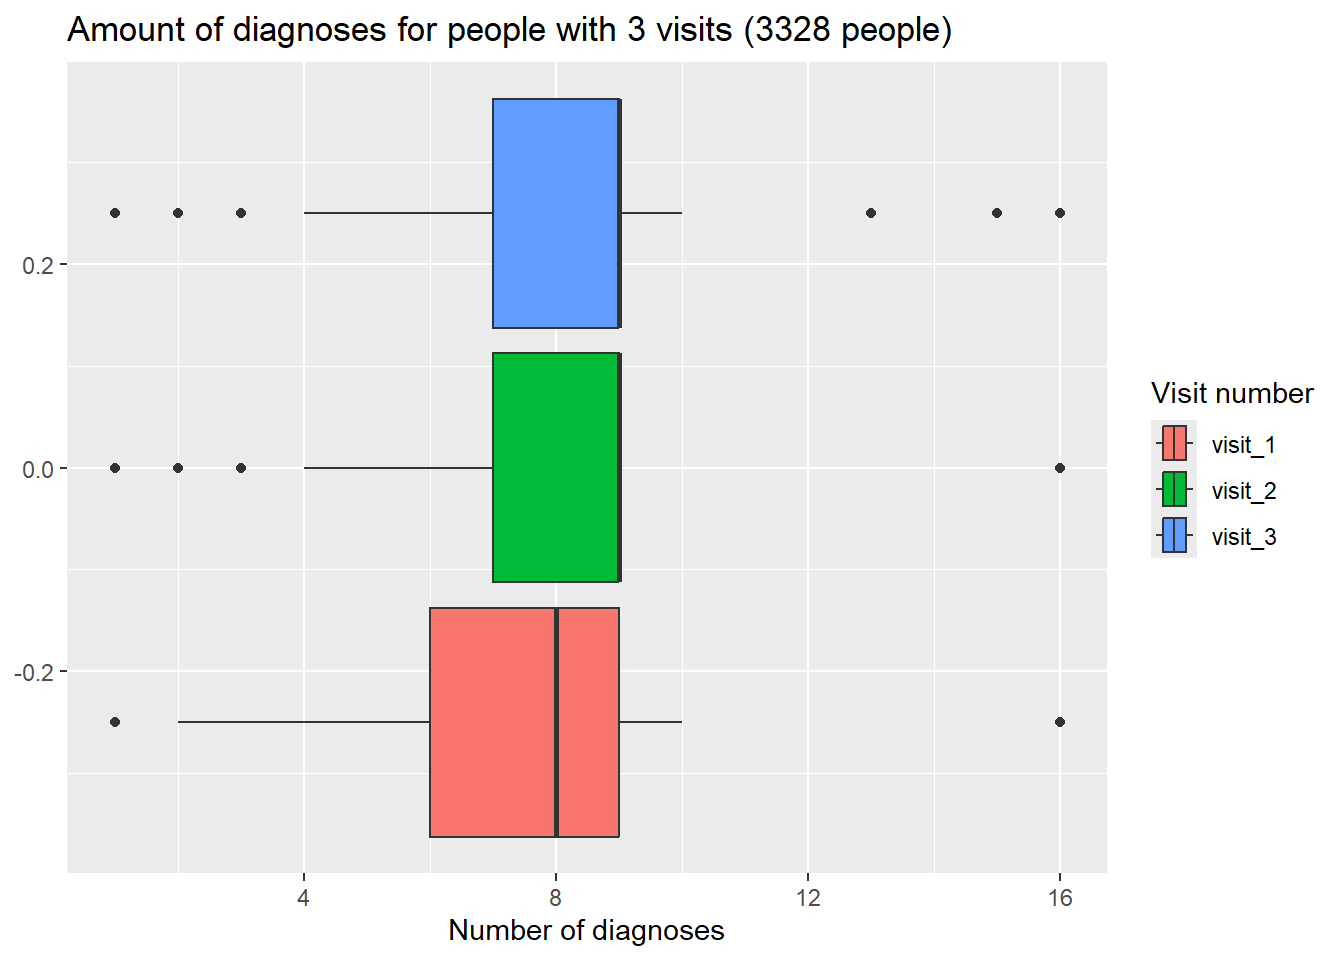 Amount of diagnoses for people with 3 visits (3328 people)
0.2
0.0
-0.2
4 8 12 16
Number of diagnoses
Visit number
visit_1
visit_2
visit_3